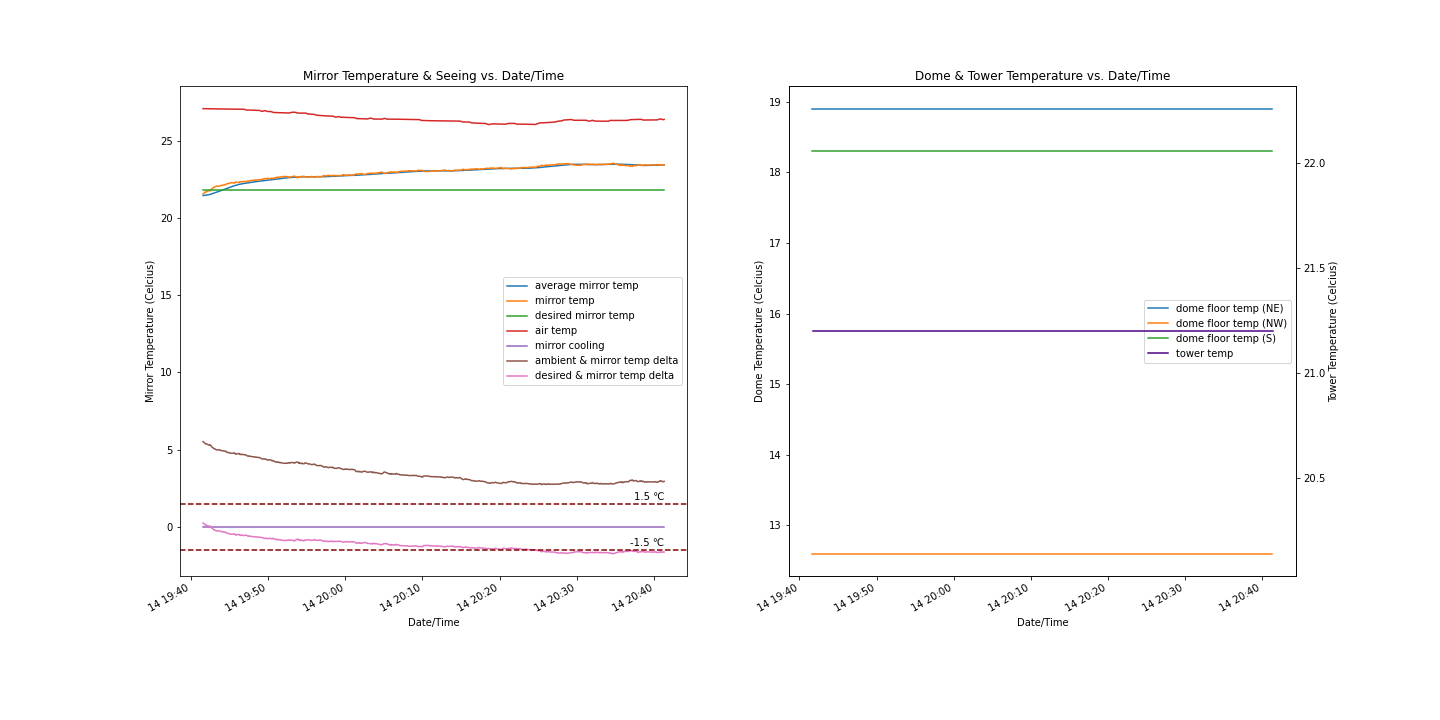 Mirror Temperature & Seeing vs. Date/Time
Mirror Temperature (Celcius)
25
20
15
10
5
0
average mirror temp
mirror temp
desired mirror temp
air temp
mirror cooling
ambient & mirror temp delta
desired & mirror temp delta
1.5 °C
-1.5 °C
14 19:40
14 19:50
14 20:00
14 20:10
14 20:20
14 20:30
14 20:40
Date/Time
Dome & Tower Temperature vs. Date/Time
Dome Temperature (Celcius)
19
18
17
16
15
14
13
dome floor temp (NE)
dome floor temp (NW)
dome floor temp (S)
tower temp
22.0
21.5
21.0
20.5
Tower Temperature (Celcius)
14 19:40
14 19:50
14 20:00
14 20:10
14 20:20
14 20:30
14 20:40
Date/Time